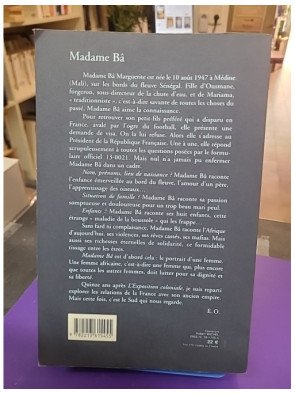 Madame Bâ
Madame Bâ Marguerite est née le 10 août 1947 à Médine
(Mali), sur les bords du fleuve Sénégal. Fille d'Ousmane,
forgeron, sous-directeur de la chute d'eau, et de Mariama,
« traditionniste », c'est-à-dire savante de toutes les choses du
passé, Madame Bâ aime la connaissance.
Pour retrouver son petit-fils préféré qui a disparu en
France, avalé par l'ogre du football, elle présente une
demande de visa. On la lui refuse. Alors elle s'adresse au
Président de la République Française. Une à une, elle répond
scrupuleusement à toutes les questions posées par le formu-
laire officiel 13-0021. Mais nul n'a jamais pu enfermer
Madame Bâ dans un cadre.
Nom, prénoms, lieu de naissance ? Madame Bâ raconte
l'enfance émerveillée au bord du fleuve, l'amour d'un père,
l'apprentissage des oiseaux...
Situation de famille ? Madame Bâ raconte sa passion
somptueuse et douloureuse pour un trop beau mari peul.
Enfants ? Madame Bâ raconte ses huit enfants, cette
étrange « maladie de la boussole » qui les frappe.
Sans fard ni complaisance, Madame Bâ raconte l'Afrique
d'aujourd'hui, ses violences, ses rêves cassés, ses mafias. Mais
aussi ses richesses éternelles de solidarité, ce formidable
tissage entre les êtres.
Madame Bâ est d'abord cela : le portrait d'une femme.
Une femme africaine, c'est-à-dire une femme qui, plus encore
que toutes les autres femmes, doit lutter pour sa dignité et
sa liberté.
Quinze ans après L'Exposition coloniale, je suis reparti
explorer les relations de la France avec son ancien empire.
Mais cette fois, c'est le Sud qui nous regarde.
E. O.
22 €